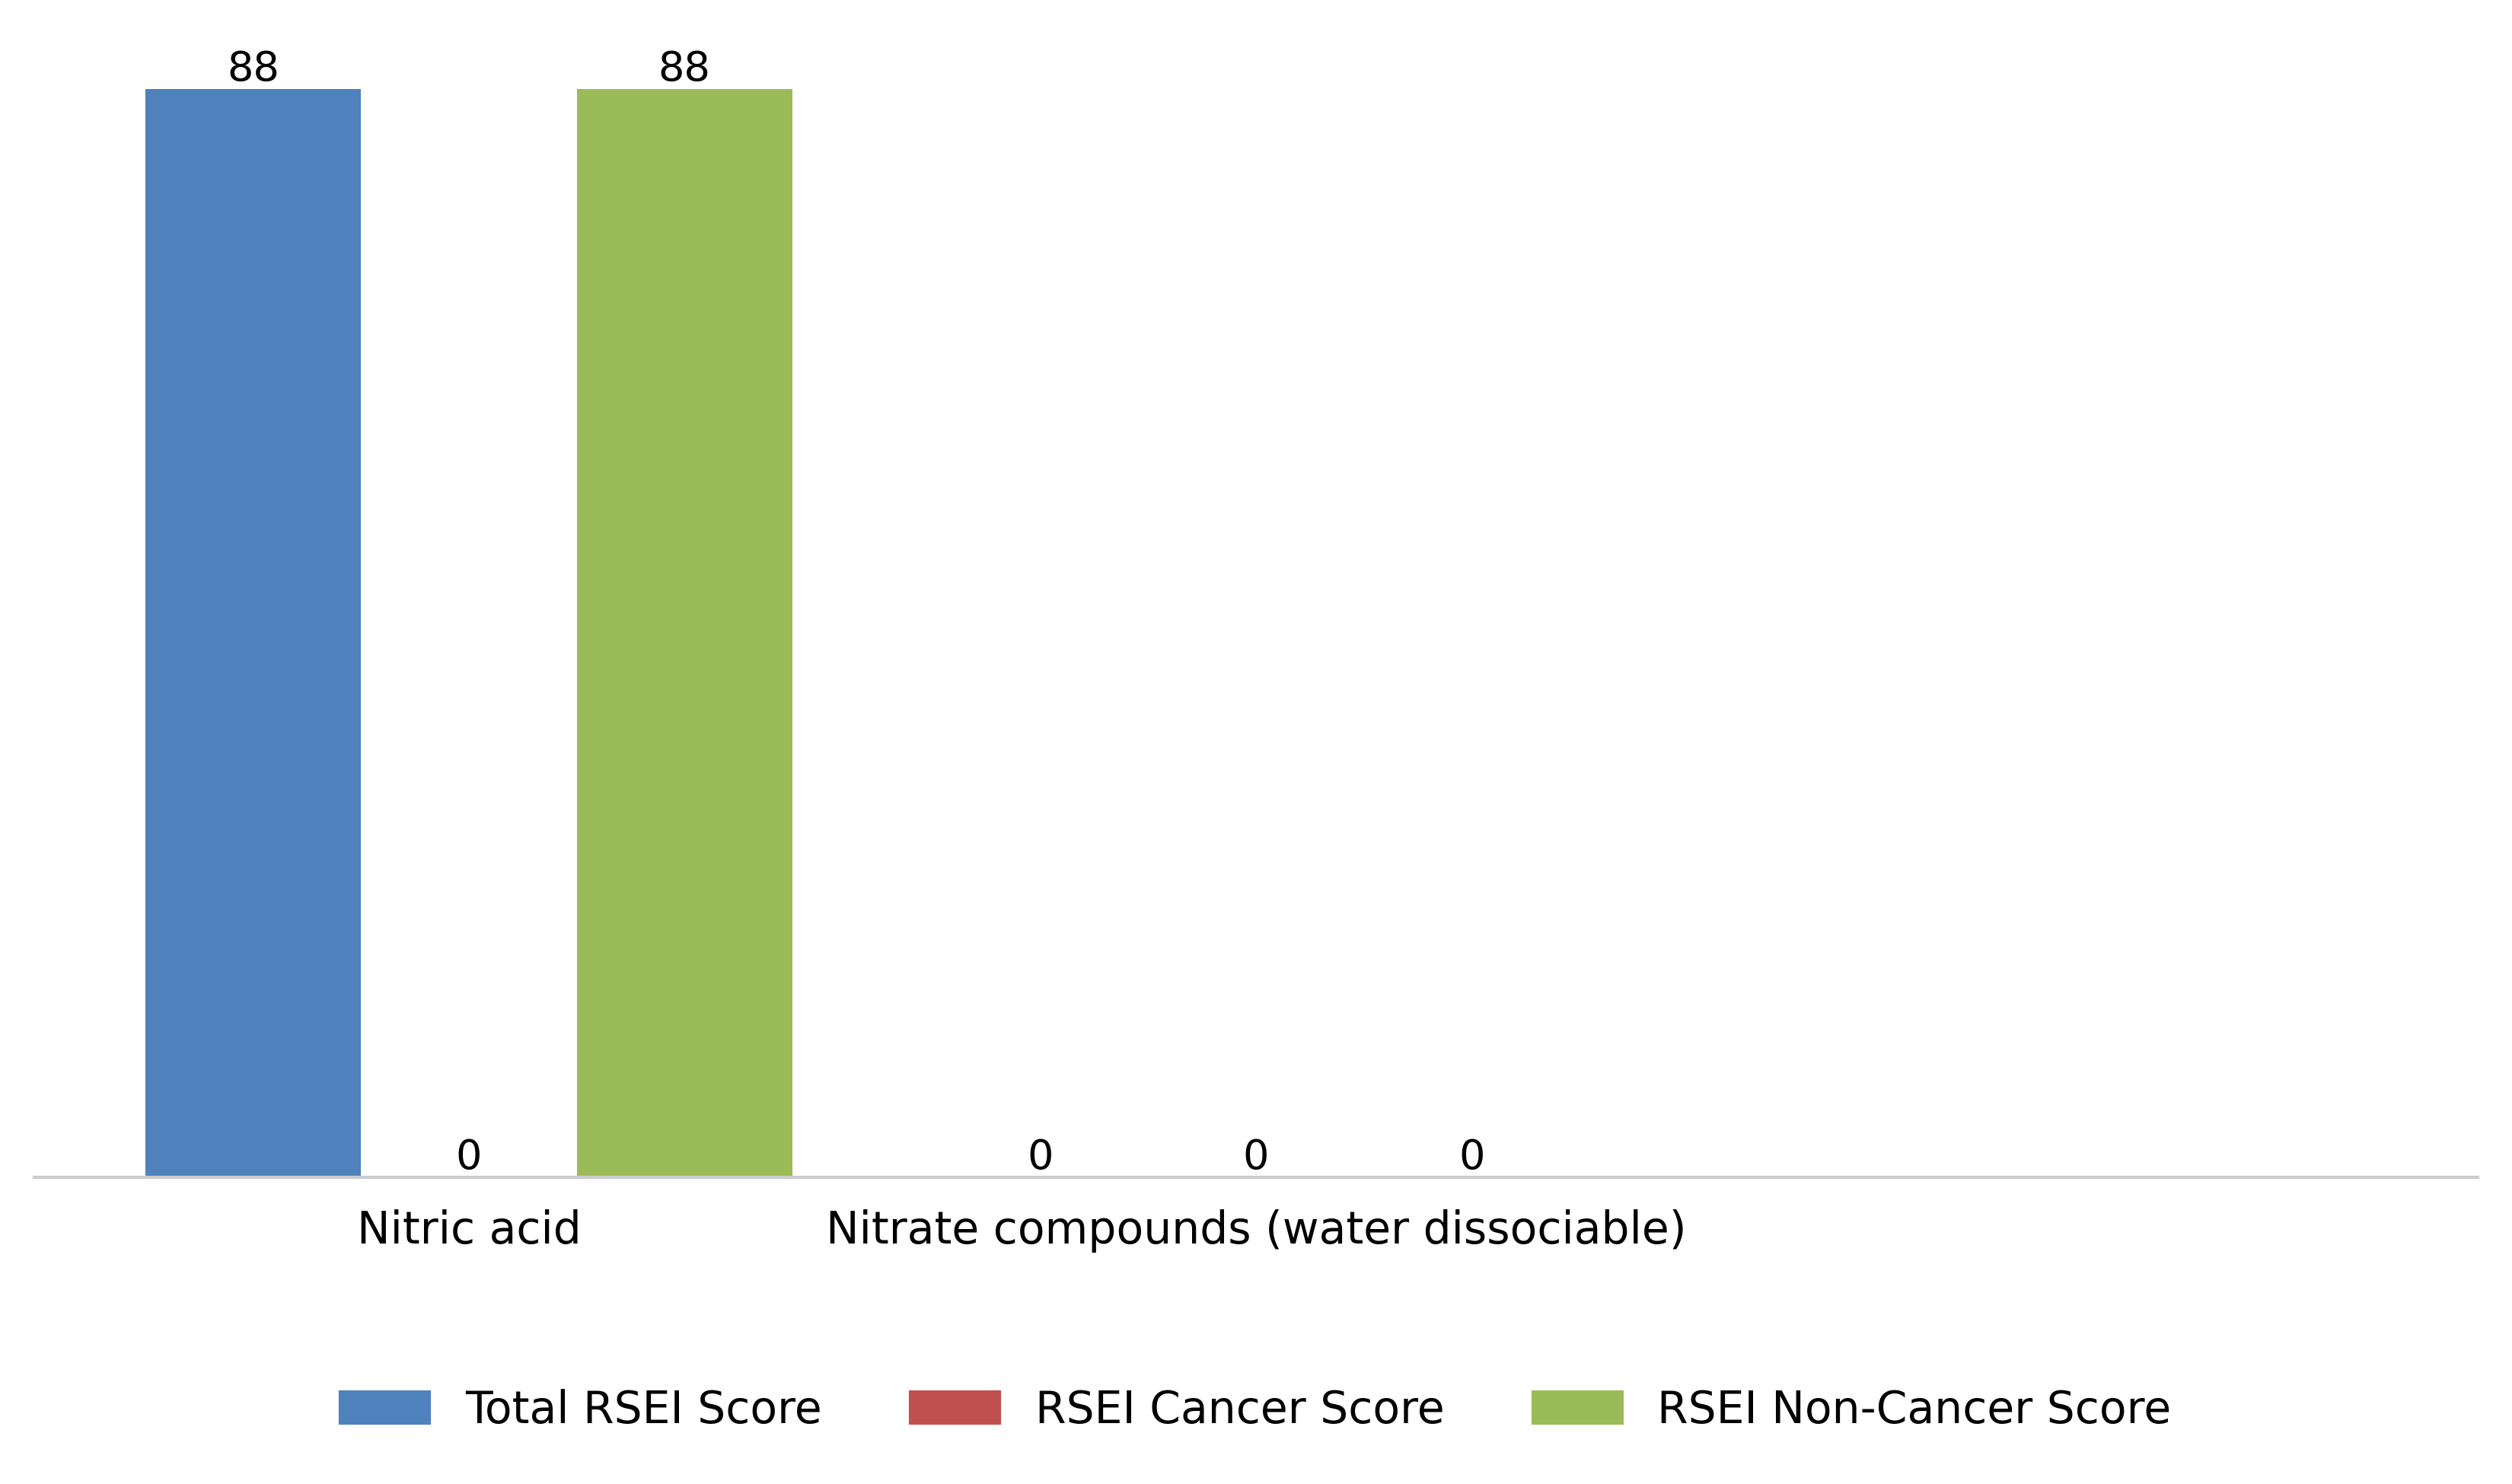 88 88
0 0 0 0
Nitric acid Nitrate compounds (water dissociable)
Total RSEI Score RSEI Cancer Score RSEI Non-Cancer Score